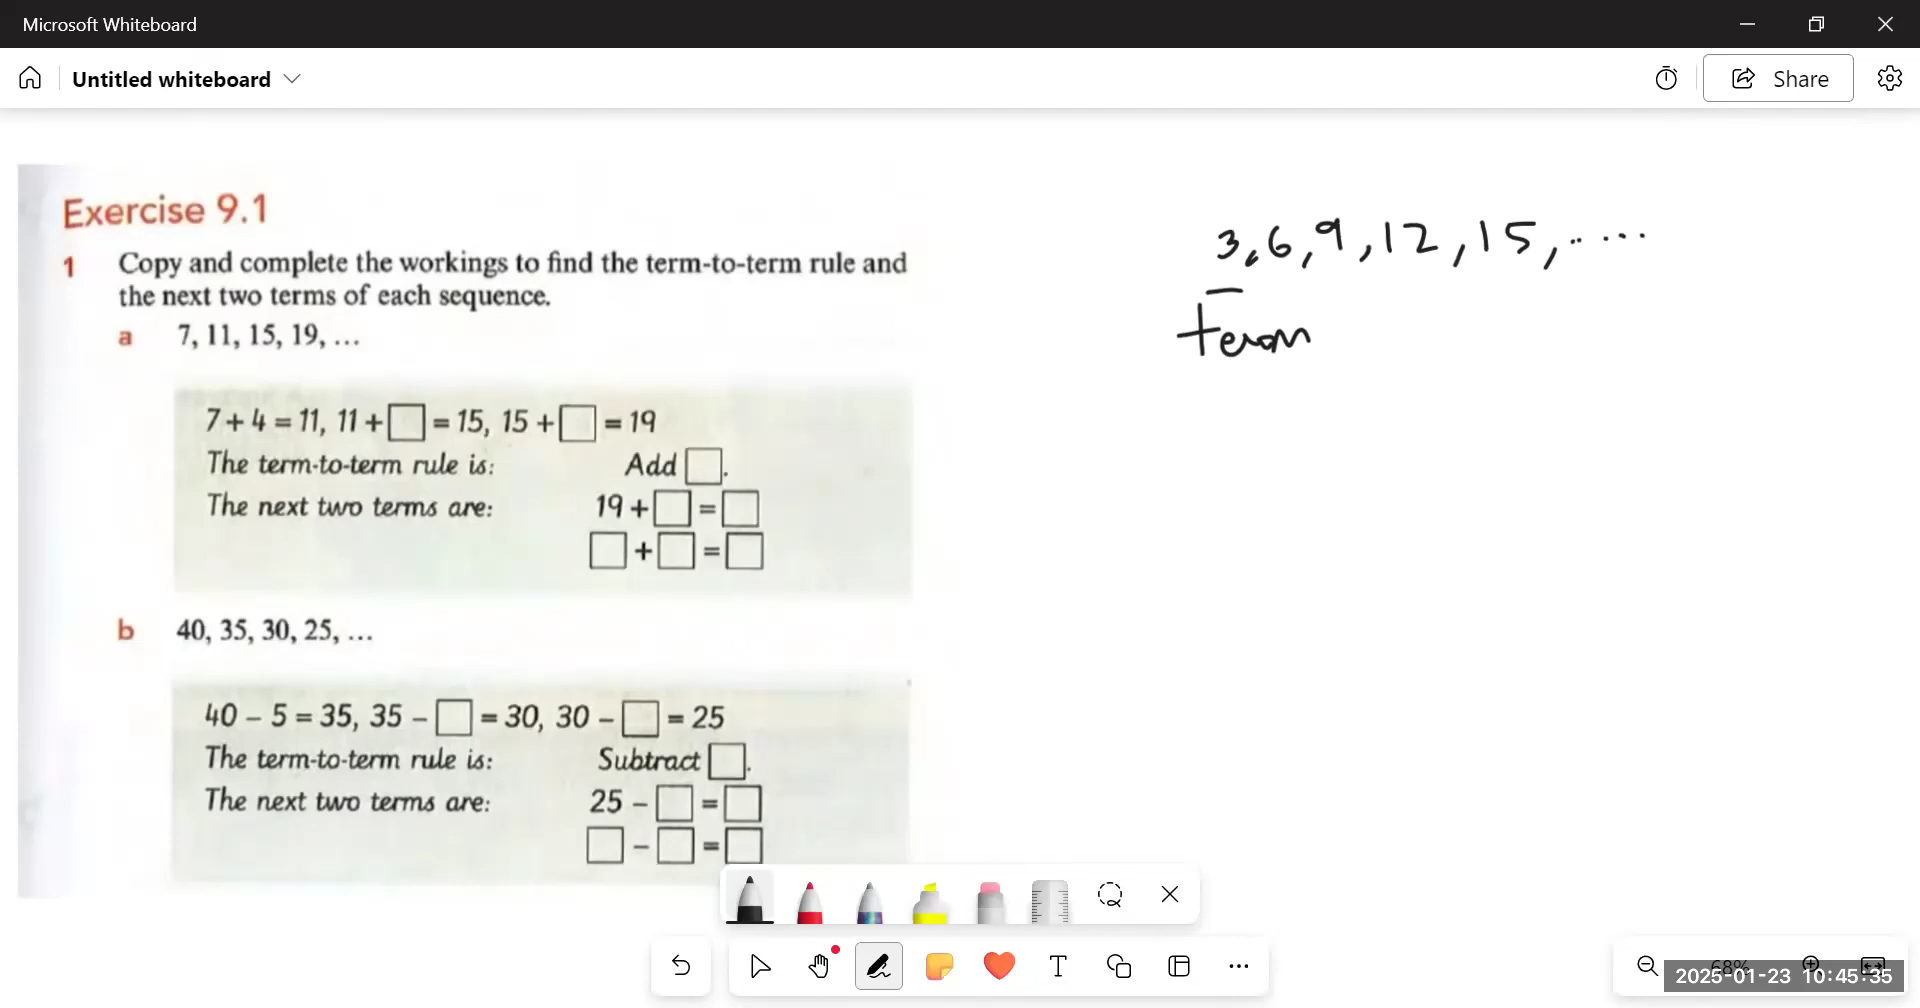 Microsoft Whiteboard
Untitled whiteboard
Share
Exercise 9.1
1 Copy and complete the workings to find the term-to-term rule and
the next two terms of each sequence.
a 7, 11, 15, 19, …
7 + 4 = 11, 11 + □ = 15, 15 + □ = 19
The term-to-term rule is: Add □.
The next two terms are: 19 + □ = □
□ + □ = □
b 40, 35, 30, 25, …
40 – 5 = 35, 35 – □ = 30, 30 – □ = 25
The term-to-term rule is: Subtract □.
The next two terms are: 25 – □ = □
□ – □ = □
3, 6, 9, 12, 15, .....
term
T
68%
2025-01-23 10:45:35